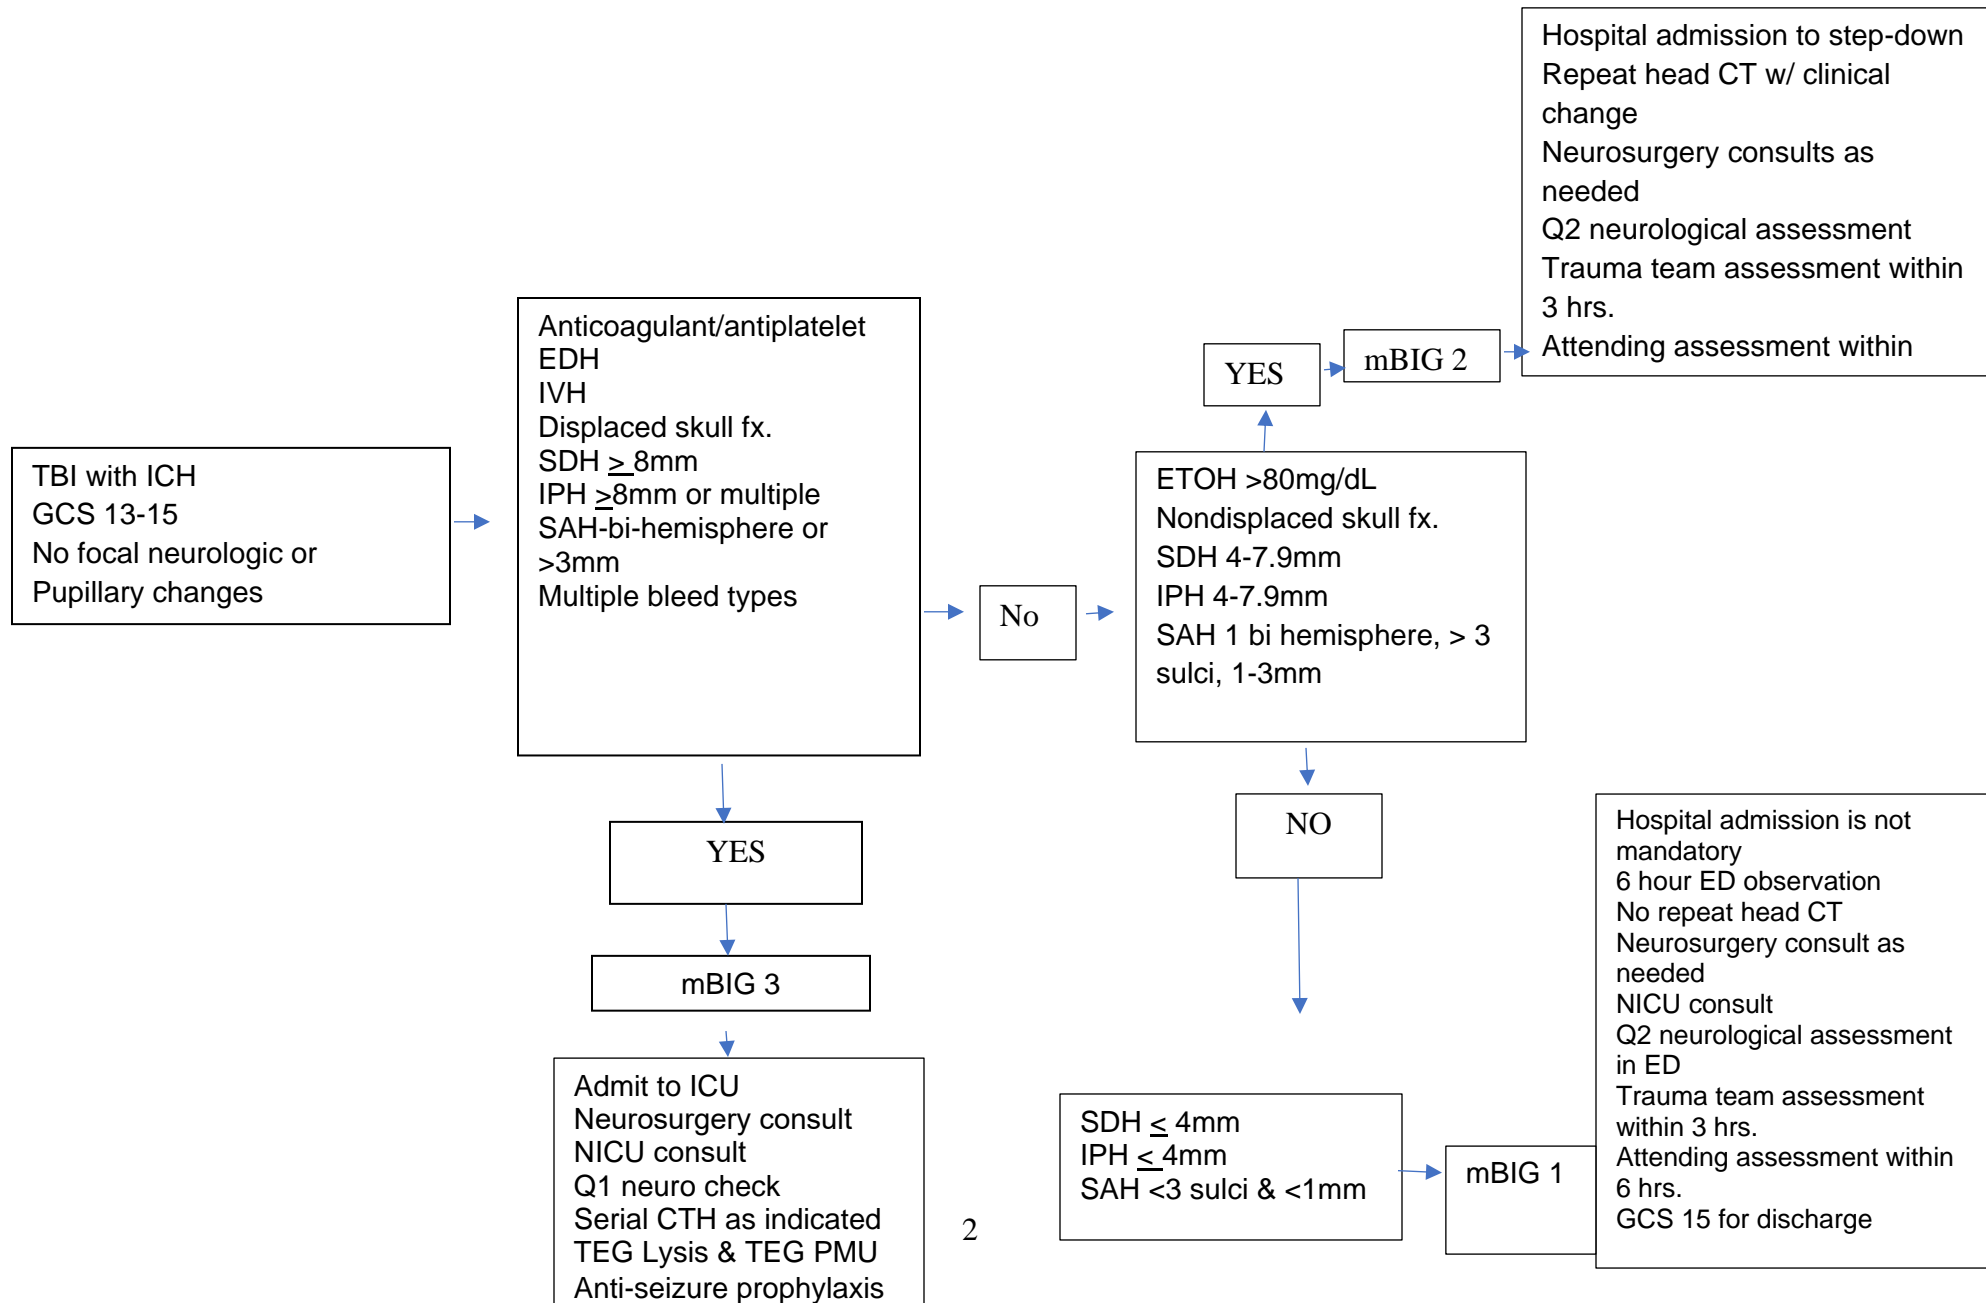 TBI with ICH
GCS 13-15
No focal neurologic or
Pupillary changes
Anticoagulant/antiplatelet
EDH
IVH
Displaced skull fx.
SDH ≥ 8mm
IPH ≥8mm or multiple
SAH-bi-hemisphere or
>3mm
Multiple bleed types
YES
mBIG 3
Admit to ICU
Neurosurgery consult
NICU consult
Q1 neuro check
Serial CTH as indicated
TEG Lysis & TEG PMU
Anti-seizure prophylaxis
No
ETOH >80mg/dL
Nondisplaced skull fx.
SDH 4-7.9mm
IPH 4-7.9mm
SAH 1 bi hemisphere, > 3
sulci, 1-3mm
YES
mBIG 2
Hospital admission to step-down
Repeat head CT w/ clinical
change
Neurosurgery consults as
needed
Q2 neurological assessment
Trauma team assessment within
3 hrs.
Attending assessment within
NO
SDH ≤ 4mm
IPH ≤ 4mm
SAH <3 sulci & <1mm
mBIG 1
Hospital admission is not
mandatory
6 hour ED observation
No repeat head CT
Neurosurgery consult as
needed
NICU consult
Q2 neurological assessment
in ED
Trauma team assessment
within 3 hrs.
Attending assessment within
6 hrs.
GCS 15 for discharge
2